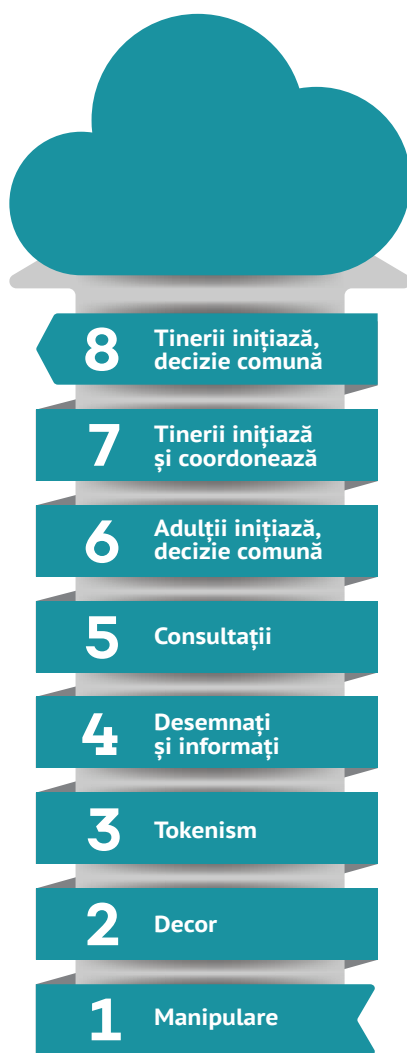 8
Tinerii inițiază,
decizie comună
7
Tinerii inițiază
și coordonează
6
Adulții inițiază,
decizie comună
5
Consultații
4
Desemnați
și informați
3
Tokenism
2
Decor
1
Manipulare